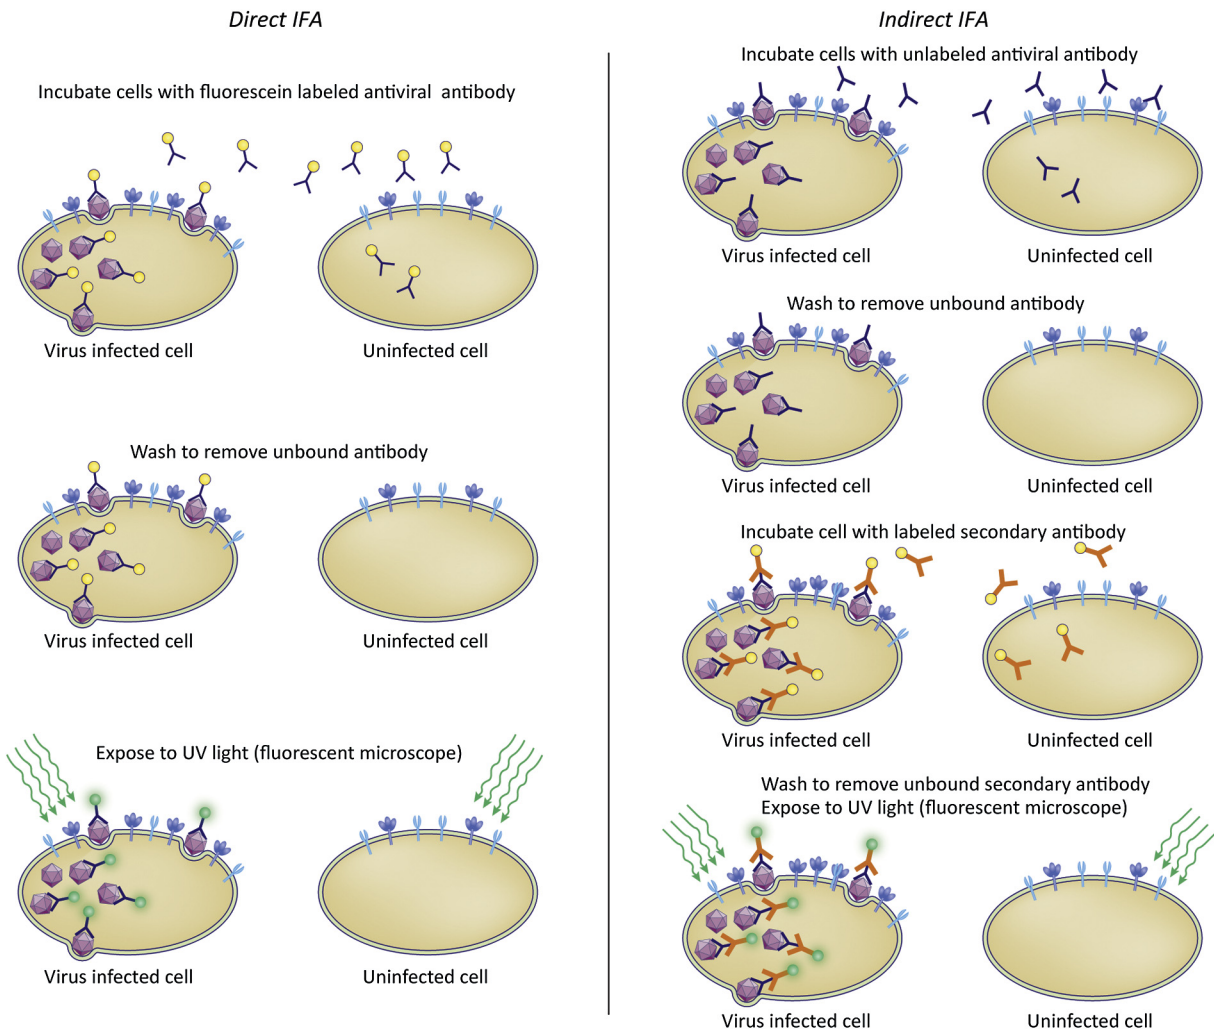 Direct IFA
Incubate cells with fluorescein labeled antiviral antibody
Virus infected cell
Uninfected cell
Wash to remove unbound antibody
Virus infected cell
Uninfected cell
Expose to UV light (fluorescent microscope)
Virus infected cell
Uninfected cell
Indirect IFA
Incubate cells with unlabeled antiviral antibody
Virus infected cell
Uninfected cell
Wash to remove unbound antibody
Virus infected cell
Uninfected cell
Incubate cell with labeled secondary antibody
Virus infected cell
Uninfected cell
Wash to remove unbound secondary antibody
Expose to UV light (fluorescent microscope)
Virus infected cell
Uninfected cell